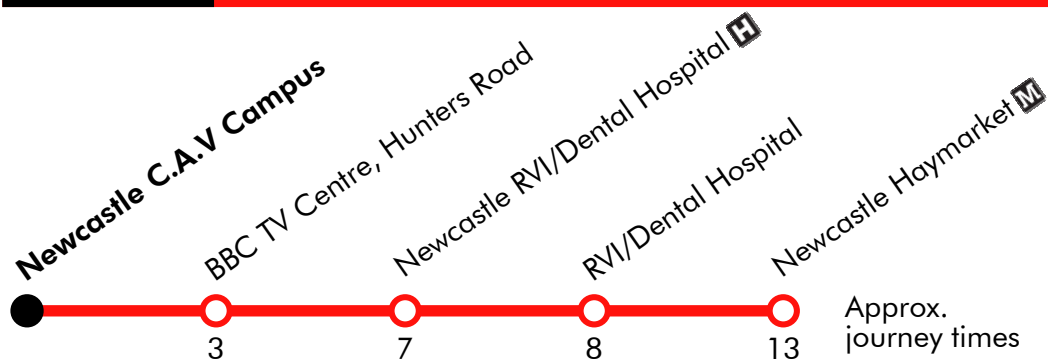 Newcastle C.A.V Campus
BBC TV Centre, Hunters Road
Newcastle RVI/Dental Hospital H
RVI/Dental Hospital
Newcastle Haymarket M
3
7
8
13
Approx.
journey times